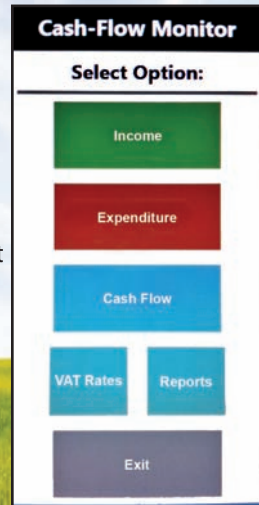 Cash-Flow Monitor
Select Option:
Income
Expenditure
t
Cash Flow
VAT Rates Reports
Exit